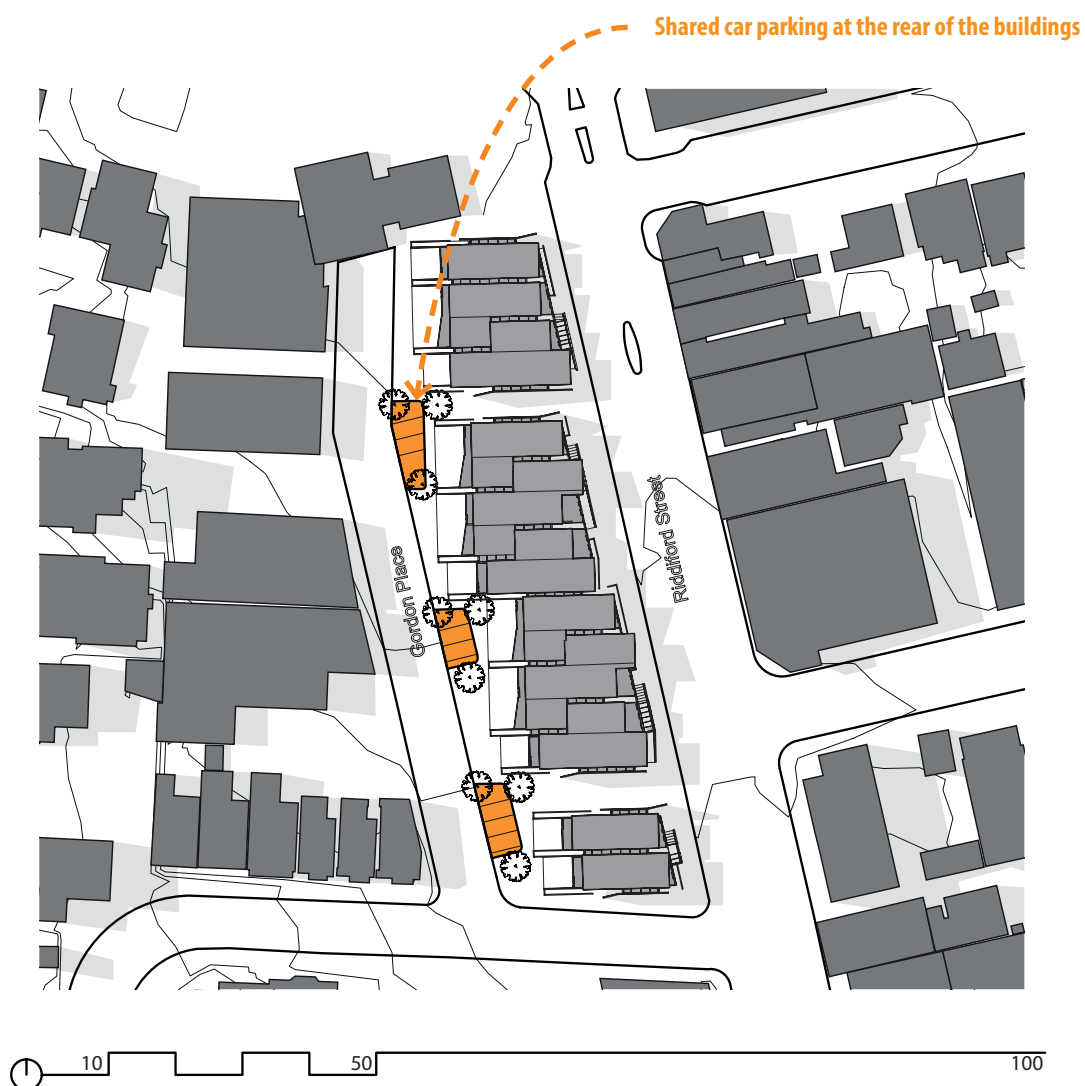 Shared car parking at the rear of the buildings
Riddiford Street
Gordon Place
10
50
100